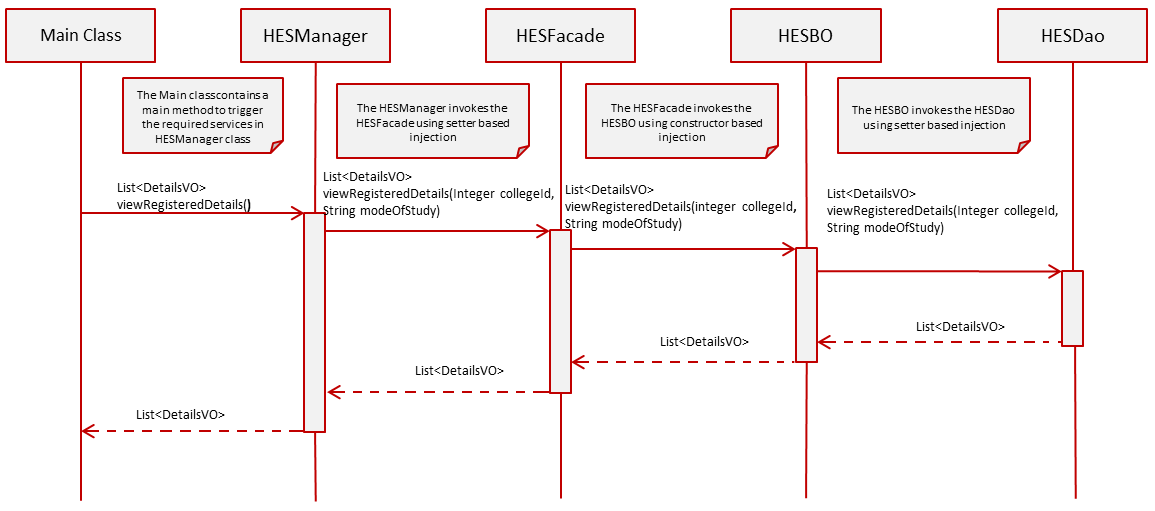 Main Class
HESManager
HESFacade
HESBO
HESDao
The Main classcontains a
main method to trigger
the required services in
HESManager class
The HESManager invokes the
HESFacade using setter based
injection
The HESFacade invokes the
HESBO using constructor based
injection
The HESBO invokes the HESDao
using setter based injection
List<DetailsVO>
viewRegisteredDetails()
List<DetailsVO>
viewRegisteredDetails(Integer collegeId,
String modeOfStudy)
List<DetailsVO>
viewRegisteredDetails(integer collegeId,
String modeOfStudy)
List<DetailsVO>
viewRegisteredDetails(Integer collegeId,
String modeOfStudy)
List<DetailsVO>
List<DetailsVO>
List<DetailsVO>
List<DetailsVO>